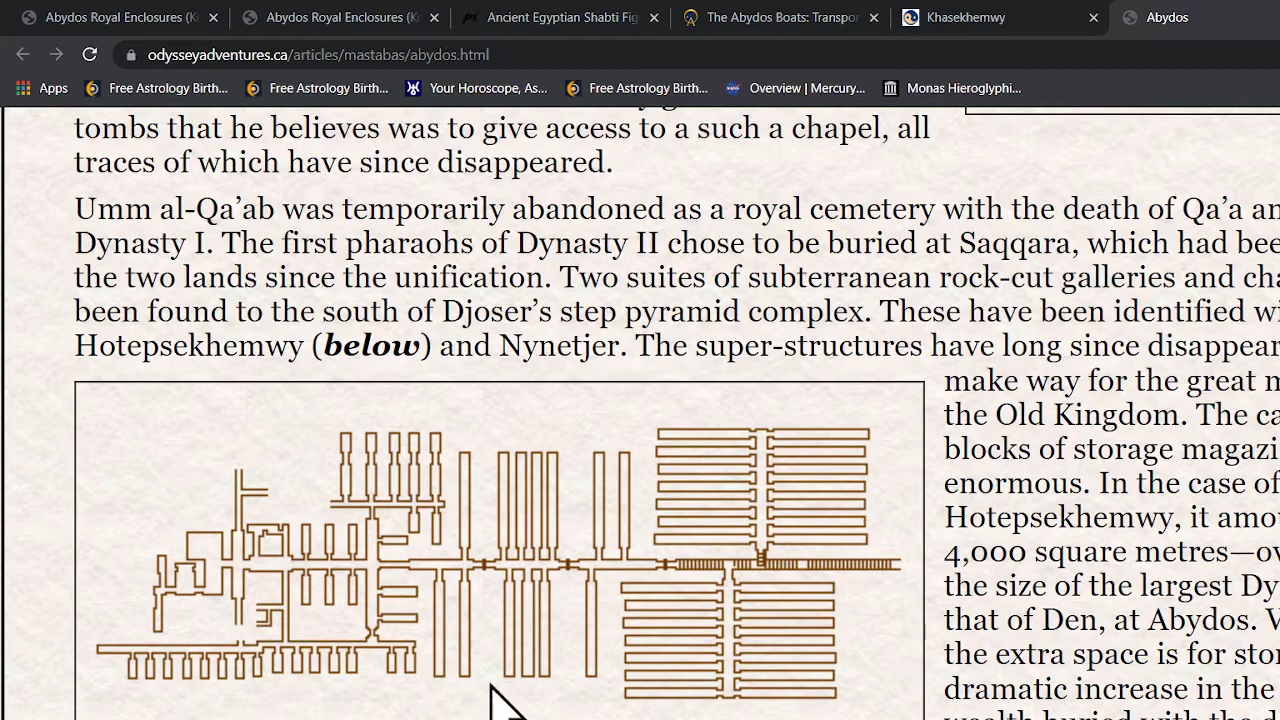 Abydos Royal Enclosures (K
Abydos Royal Enclosures (K
Ancient Egyptian Shabti Fig
The Abydos Boats: Transpor
Khasekhemwy
Abydos
odysseyadventures.ca/articles/mastabas/abydos.html
Apps
Free Astrology Birth...
Free Astrology Birth...
Your Horoscope, As...
Free Astrology Birth...
Overview | Mercury...
Monas Hieroglyphi...
tombs that he believes was to give access to a such a chapel, all
traces of which have since disappeared.
Umm al-Qa’ab was temporarily abandoned as a royal cemetery with the death of Qa’a an
Dynasty I. The first pharaohs of Dynasty II chose to be buried at Saqqara, which had bee
the two lands since the unification. Two suites of subterranean rock-cut galleries and cha
been found to the south of Djoser’s step pyramid complex. These have been identified wi
Hotepsekhemwy (below) and Nynetjer. The super-structures have long since disappear
make way for the great m
the Old Kingdom. The ca
blocks of storage magazi
enormous. In the case of
Hotepsekhemwy, it amou
4,000 square metres—ov
the size of the largest Dy
that of Den, at Abydos. V
the extra space is for stor
dramatic increase in the
wealth buried with the d